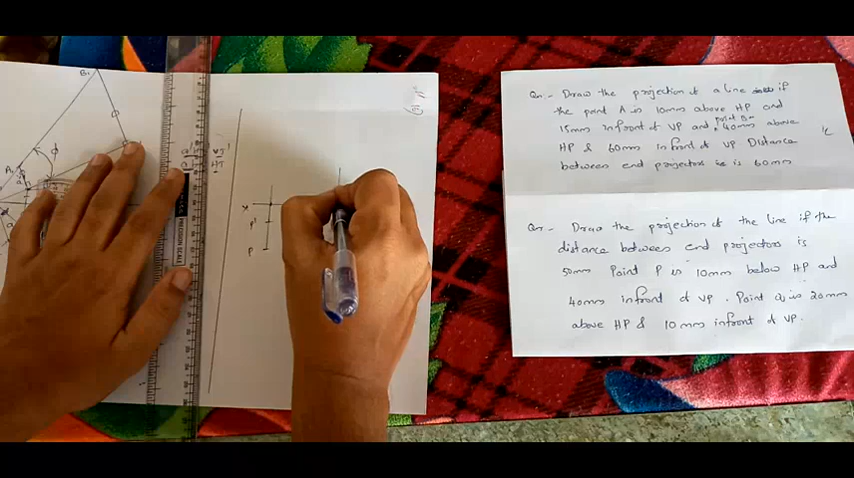 Qn:- Draw the projection of a line if
the point A is 10mm above HP and
15mm infront of VP and point B is 40mm above
HP & 60mm infront of VP Distance
between end projectors is 60mm
Qn:- Draw the projection of the line if the
distance between end projectors is
50mm Point P is 10mm below HP and
40mm infront of VP. Point Q is 20mm
above HP & 10mm infront of VP.
B1
A1
φ
X
P'
P